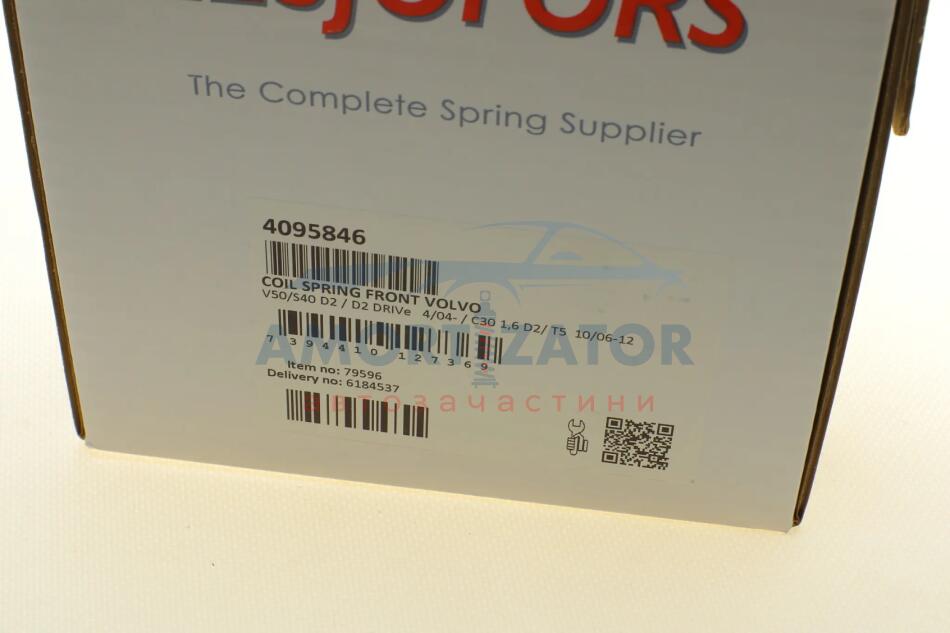 The Complete Spring Supplier
4095846
COIL SPRING FRONT VOLVO
V50/S40 D2 / D2 DRIVe 4/04- / C30 1,6 D2/ T5 10/06-12
AMORTIZATOR
7 394410 127369
Item no: 79596
Delivery no: 6184537
автозачастини